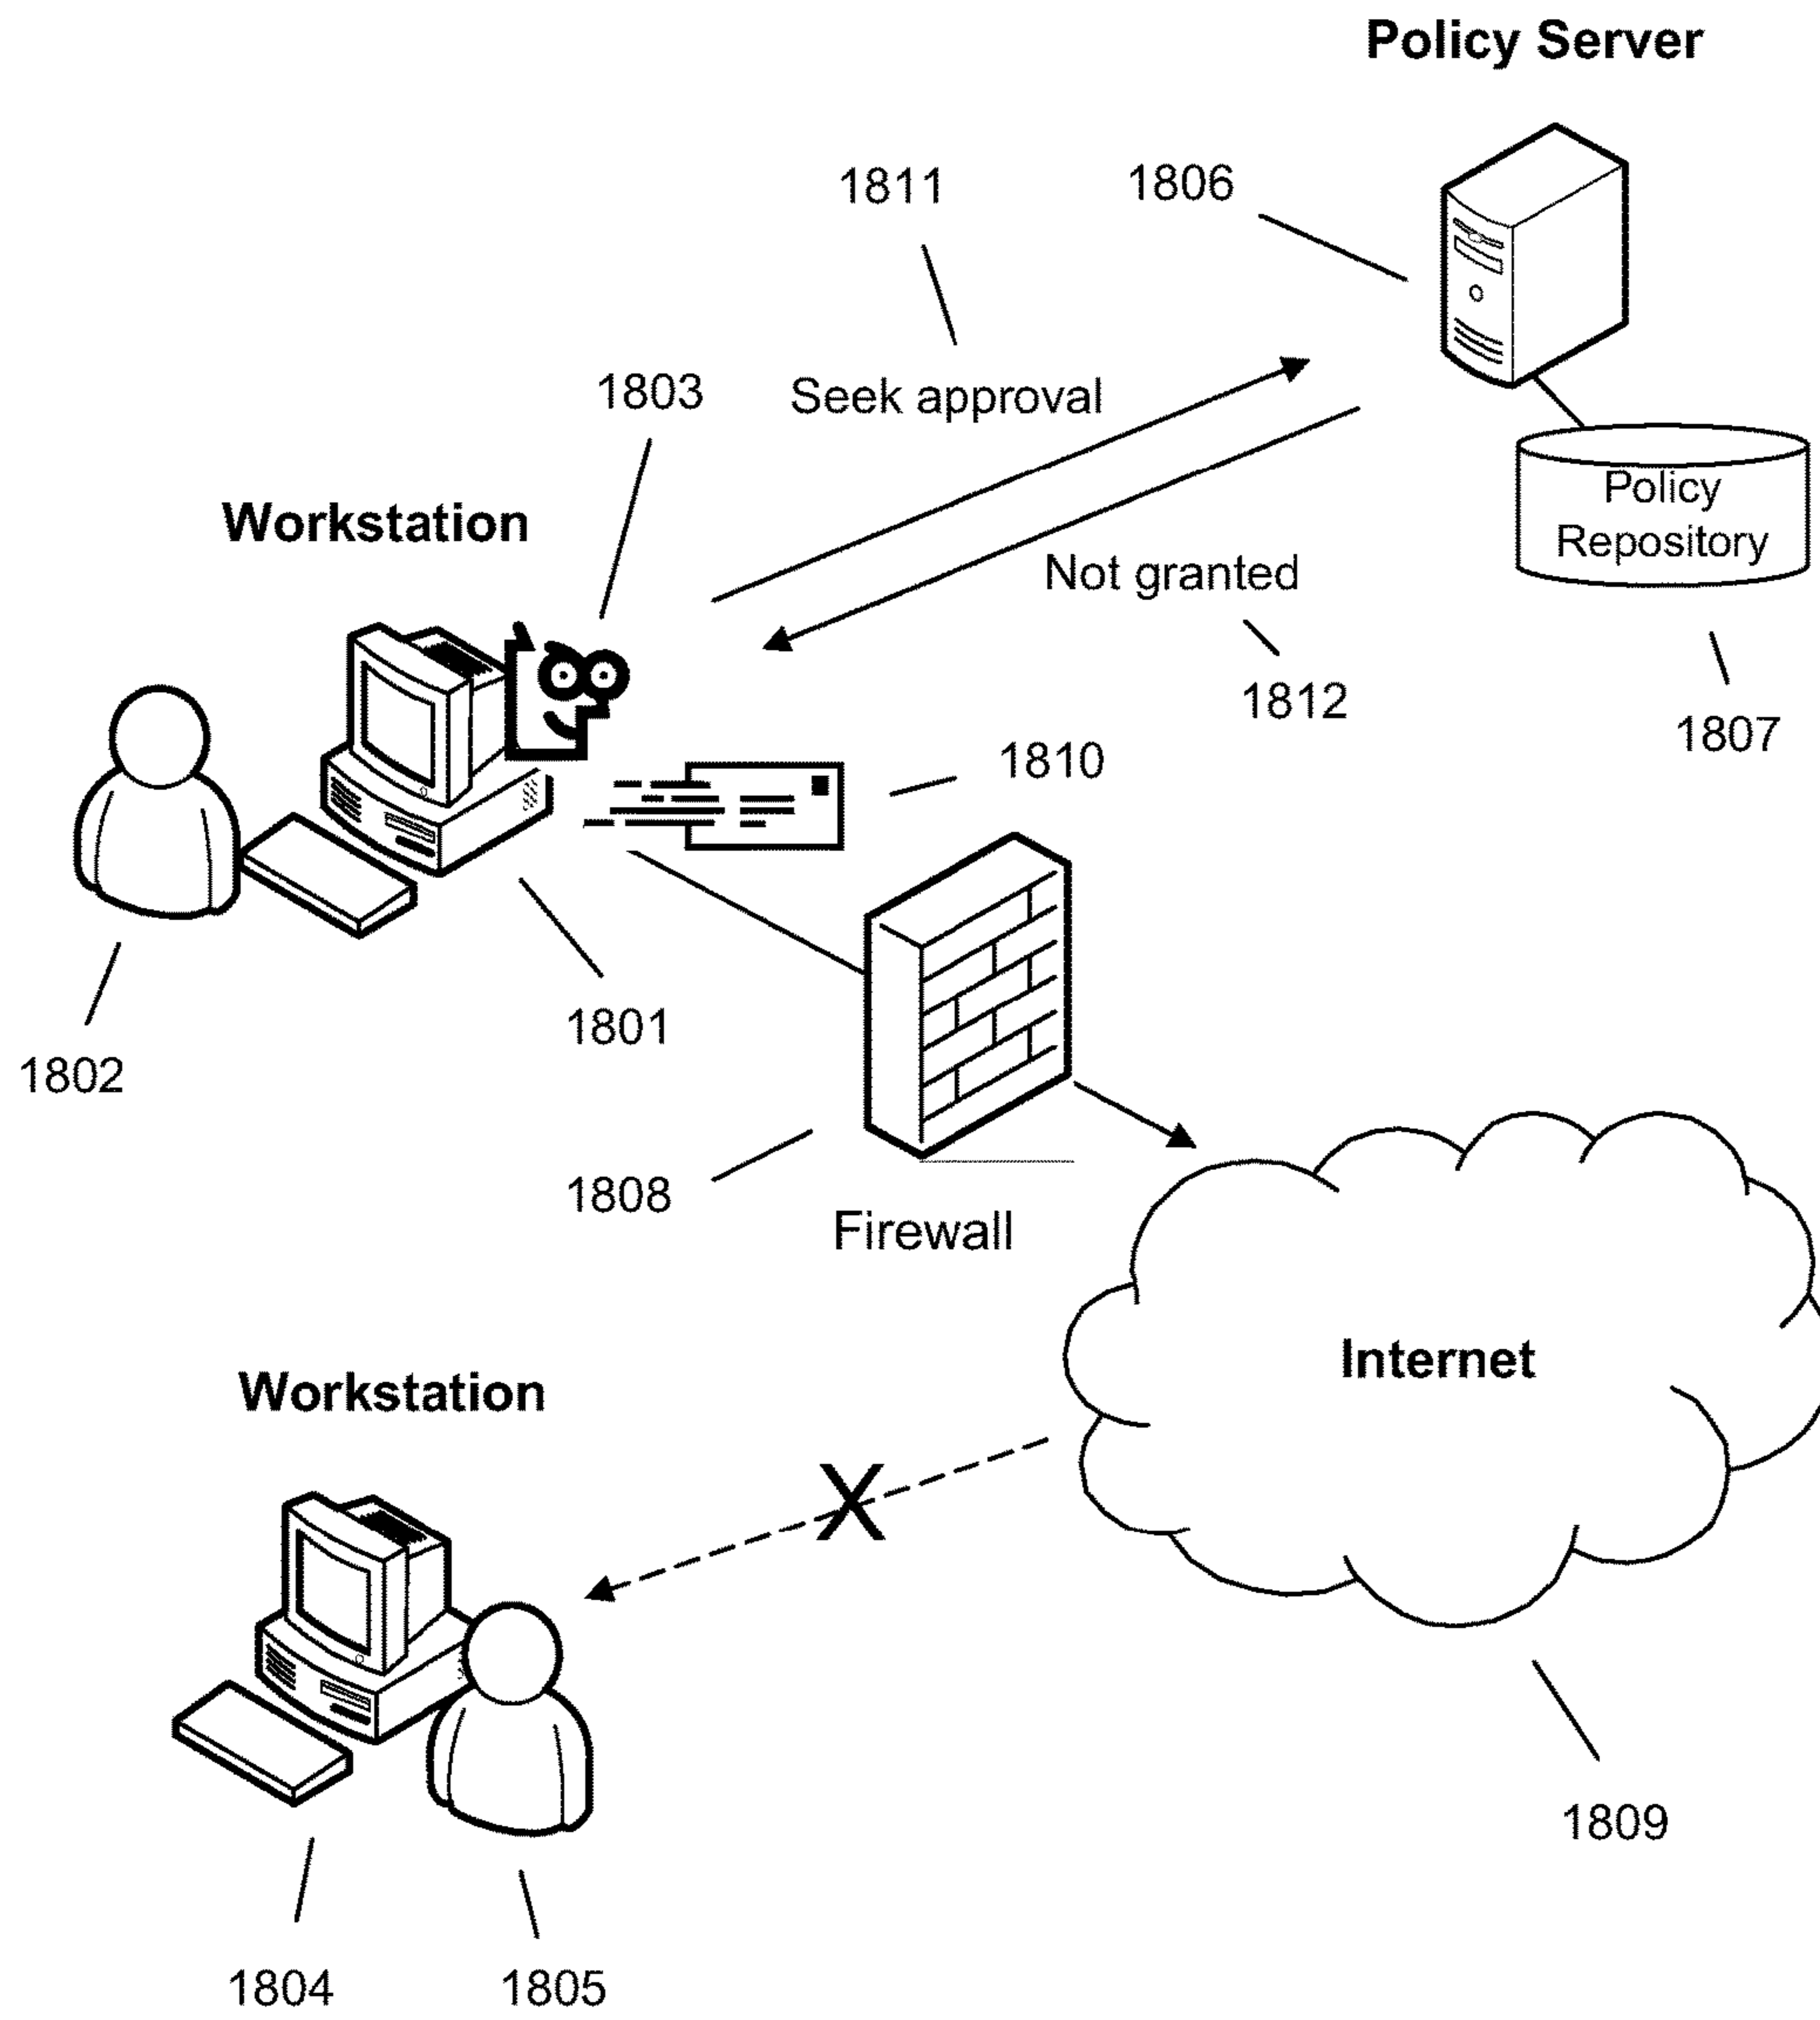 Policy Server
1811
1806
1803
Seek approval
Workstation
Policy
Repository
Not granted
1812
1807
1810
1801
1802
1808
Firewall
Internet
Workstation
X
1809
1804
1805